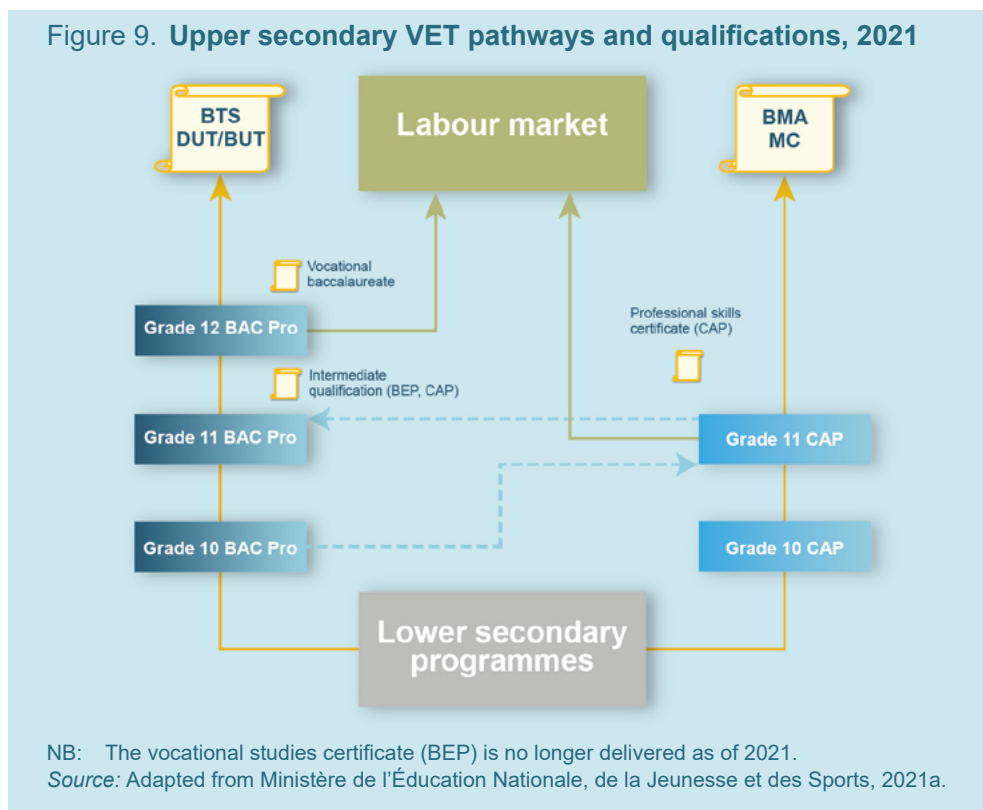 Figure 9. Upper secondary VET pathways and qualifications, 2021
BTS
DUT/BUT
Labour market
BMA
MC
Vocational
baccalaureate
Grade 12 BAC Pro
Professional skills
certificate (CAP)
Intermediate
qualification (BEP, CAP)
Grade 11 BAC Pro
Grade 11 CAP
Grade 10 BAC Pro
Grade 10 CAP
Lower secondary
programmes
NB: The vocational studies certificate (BEP) is no longer delivered as of 2021.
Source: Adapted from Ministère de l’Éducation Nationale, de la Jeunesse et des Sports, 2021a.